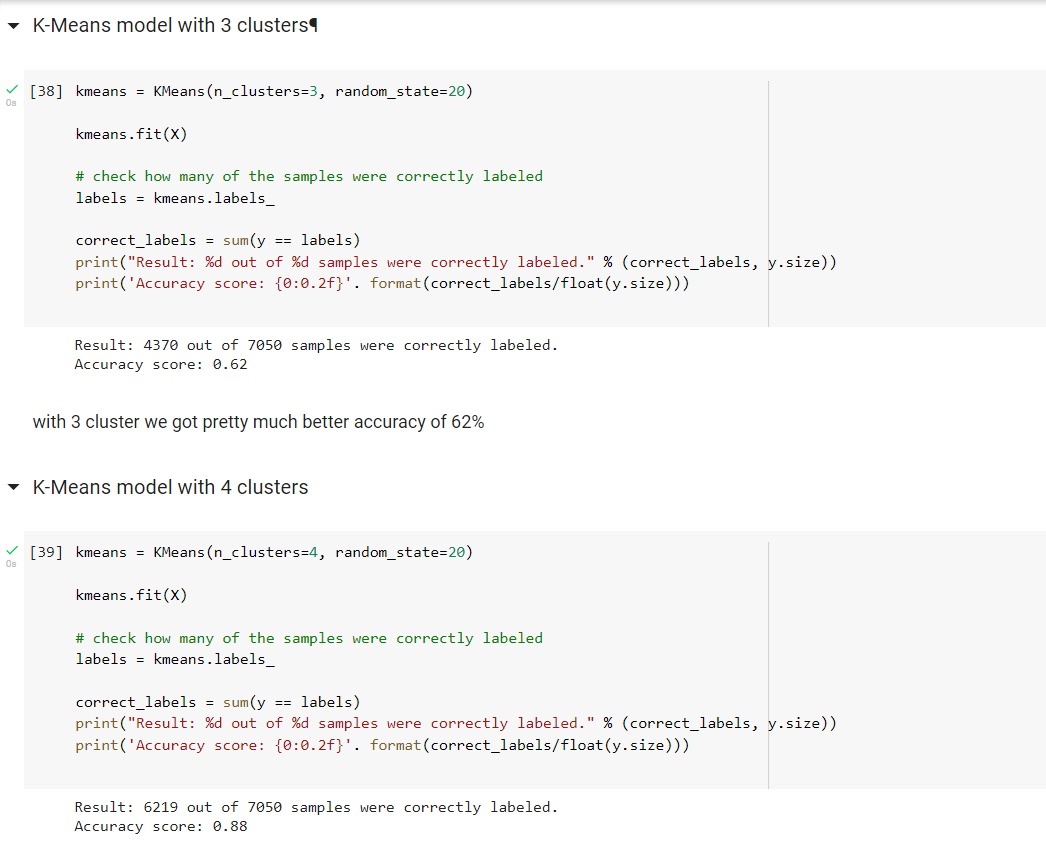 K-Means model with 3 clusters¶
[38] kmeans = KMeans(n_clusters=3, random_state=20)
0s
kmeans.fit(X)
# check how many of the samples were correctly labeled
labels = kmeans.labels_
correct_labels = sum(y == labels)
print("Result: %d out of %d samples were correctly labeled." % (correct_labels, y.size))
print('Accuracy score: {0:0.2f}'. format(correct_labels/float(y.size)))
Result: 4370 out of 7050 samples were correctly labeled.
Accuracy score: 0.62
with 3 cluster we got pretty much better accuracy of 62%
K-Means model with 4 clusters
[39] kmeans = KMeans(n_clusters=4, random_state=20)
0s
kmeans.fit(X)
# check how many of the samples were correctly labeled
labels = kmeans.labels_
correct_labels = sum(y == labels)
print("Result: %d out of %d samples were correctly labeled." % (correct_labels, y.size))
print('Accuracy score: {0:0.2f}'. format(correct_labels/float(y.size)))
Result: 6219 out of 7050 samples were correctly labeled.
Accuracy score: 0.88